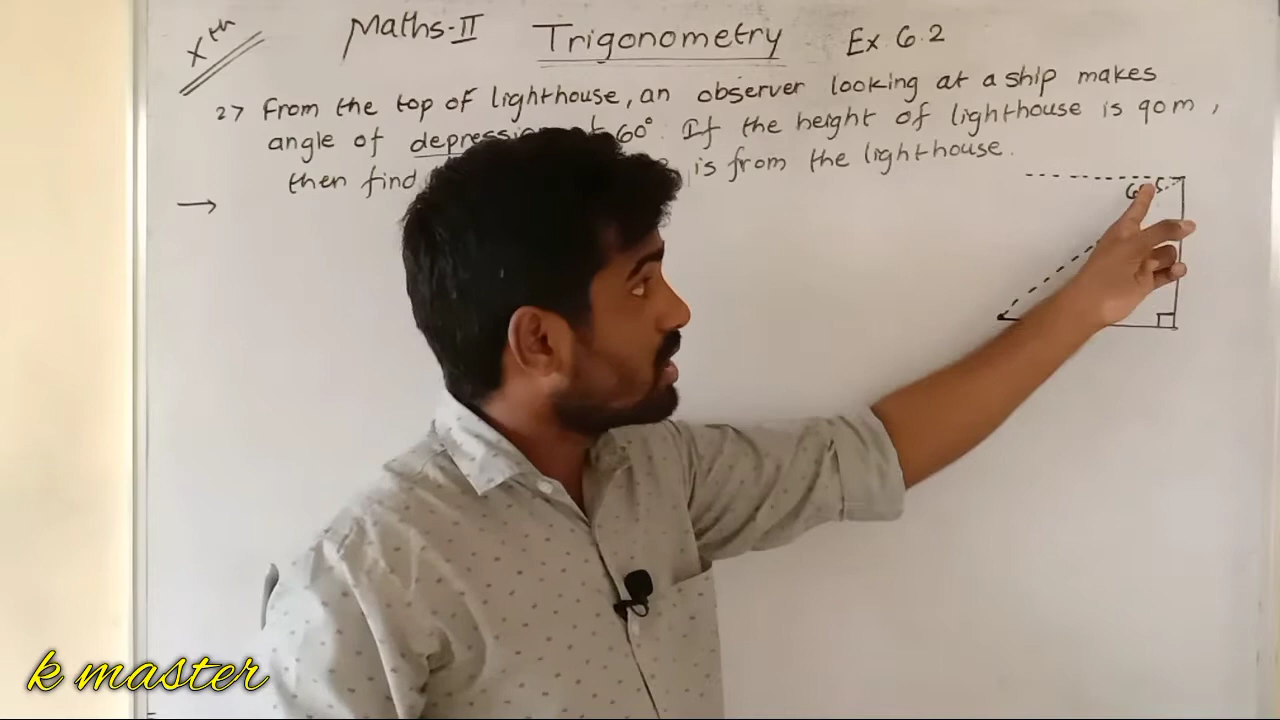 Xth Maths-II Trigonometry Ex. 6.2
27 From the top of lighthouse, an observer looking at a ship makes
angle of 60°. If the height of lighthouse is 90m,
then find is from the lighthouse.
→
k master